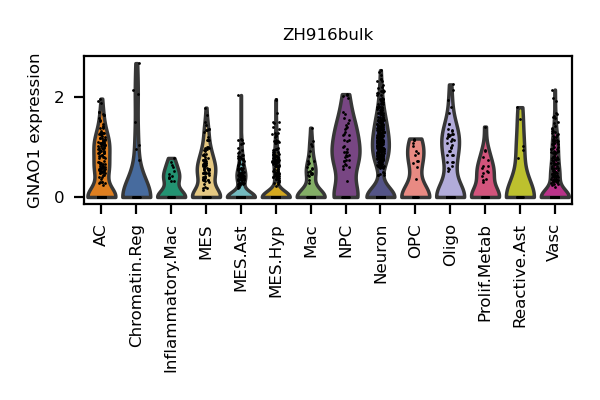 ZH916bulk
GNAO1 expression
2
0
AC
Chromatin.Reg
Inflammatory.Mac
MES
MES.Ast
MES.Hyp
Mac
NPC
Neuron
OPC
Oligo
Prolif.Metab
Reactive.Ast
Vasc